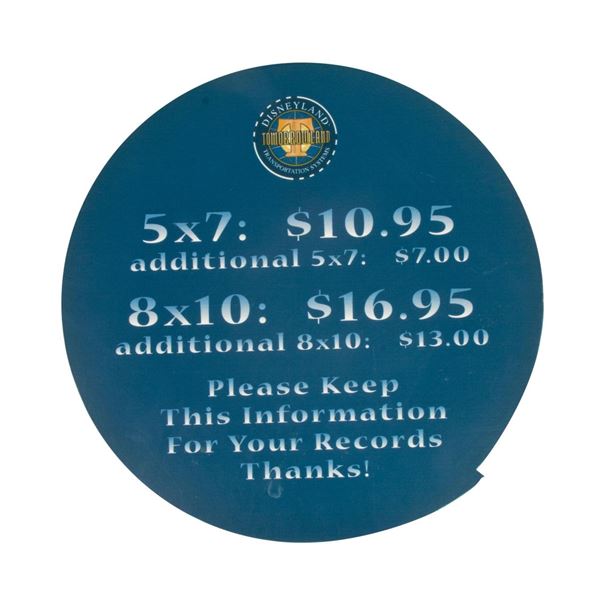 DISNEYLAND
TOMORROWLAND
TRANSPORTATION SYSTEMS
5x7: $10.95
additional 5x7: $7.00
8x10: $16.95
additional 8x10: $13.00
Please Keep
This Information
For Your Records
Thanks!